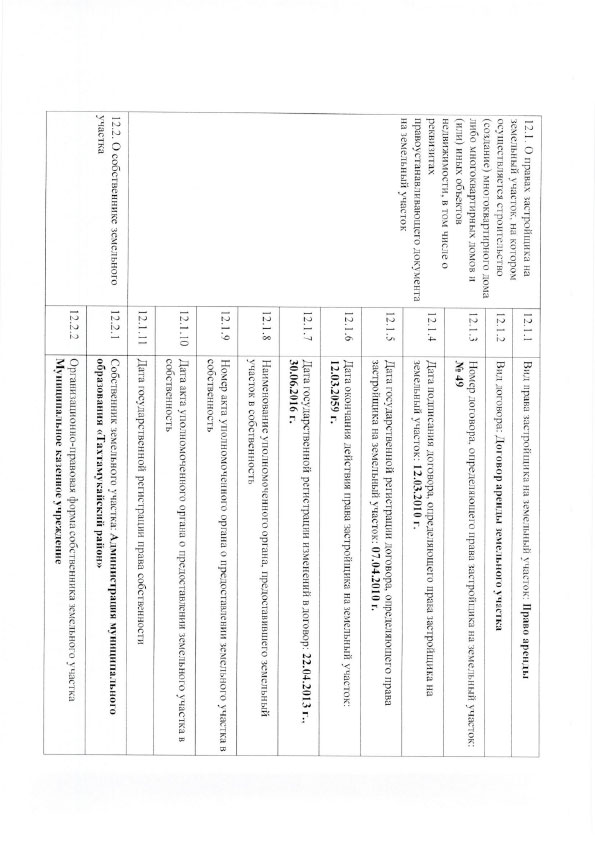 12.1. О правах застройщика на
земельный участок, на котором
осуществляется строительство
(создание) многоквартирного дома
либо многоквартирных домов и
(или) иных объектов
недвижимости, в том числе о
реквизитах
правоустанавливающего документа
на земельный участок
12.1.1 Вид права застройщика на земельный участок: Право аренды
12.1.2 Вид договора: Договор аренды земельного участка
12.1.3 Номер договора, определяющего права застройщика на земельный участок:
№ 49
12.1.4 Дата подписания договора, определяющего права застройщика на
земельный участок: 12.03.2010 г.
12.1.5 Дата государственной регистрации договора, определяющего права
застройщика на земельный участок: 07.04.2010 г.
12.1.6 Дата окончания действия права застройщика на земельный участок:
12.03.2059 г.
12.1.7 Дата государственной регистрации изменений в договор: 22.04.2013 г.,
30.06.2016 г.
12.1.8 Наименование уполномоченного органа, предоставившего земельный
участок в собственность
12.1.9 Номер акта уполномоченного органа о предоставлении земельного участка в
собственность
12.1.10 Дата акта уполномоченного органа о предоставлении земельного участка в
собственность
12.1.11 Дата государственной регистрации права собственности
12.2. О собственнике земельного
участка
12.2.1 Собственник земельного участка: Администрация муниципального
образования «Тахтамукайский район»
12.2.2 Организационно-правовая форма собственника земельного участка
Муниципальное казенное учреждение